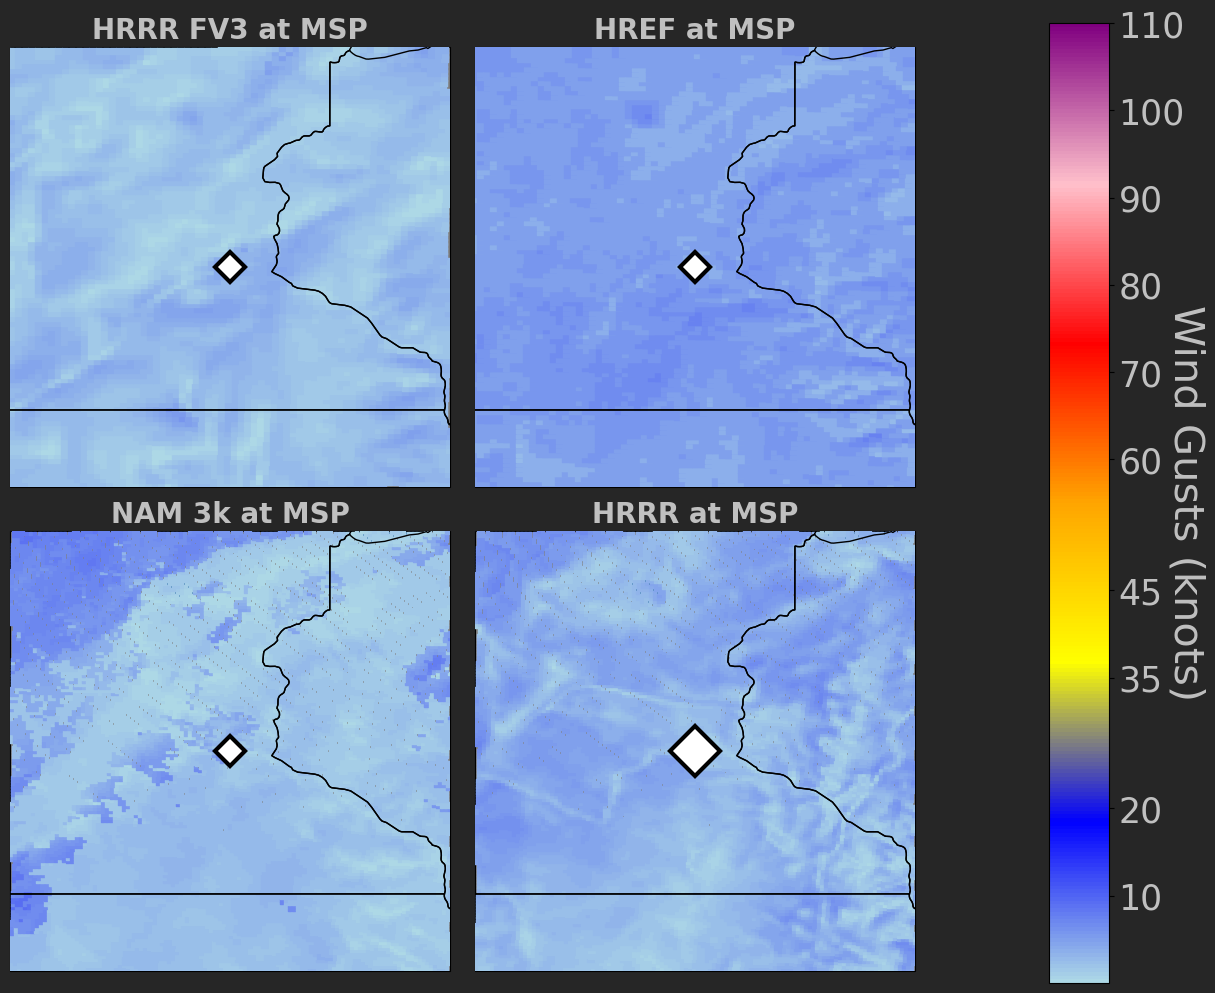 HRRR FV3 at MSP
HREF at MSP
NAM 3k at MSP
HRRR at MSP
110
100
90
80
70
60
45
35
20
10
Wind Gusts (knots)